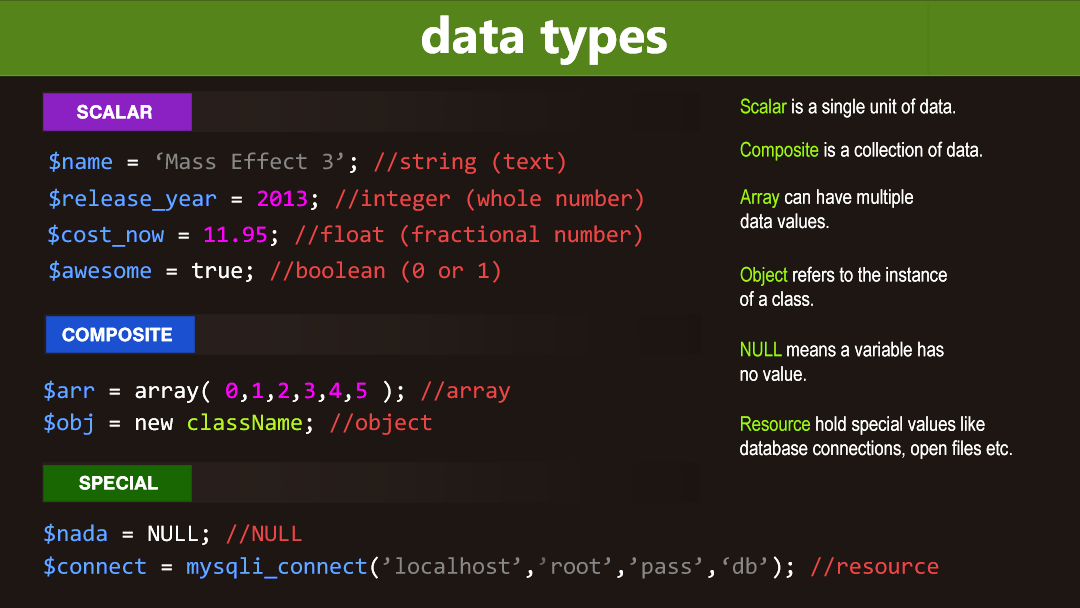 data types
SCALAR
$name = ‘Mass Effect 3’; //string (text)
$release_year = 2013; //integer (whole number)
$cost_now = 11.95; //float (fractional number)
$awesome = true; //boolean (0 or 1)
COMPOSITE
$arr = array( 0,1,2,3,4,5 ); //array
$obj = new className; //object
SPECIAL
$nada = NULL; //NULL
$connect = mysqli_connect(’localhost’,’root’,’pass’,‘db’); //resource
Scalar is a single unit of data.
Composite is a collection of data.
Array can have multiple
data values.
Object refers to the instance
of a class.
NULL means a variable has
no value.
Resource hold special values like
database connections, open files etc.